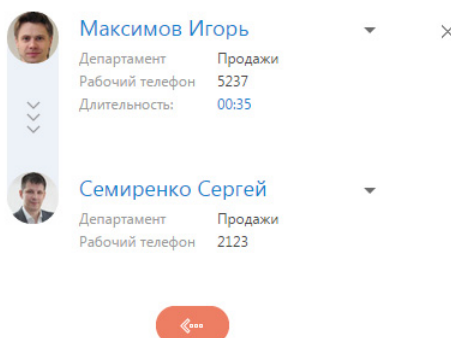 Максимов Игорь
Департамент Продажи
Рабочий телефон 5237
Длительность: 00:35
Семиренко Сергей
Департамент Продажи
Рабочий телефон 2123